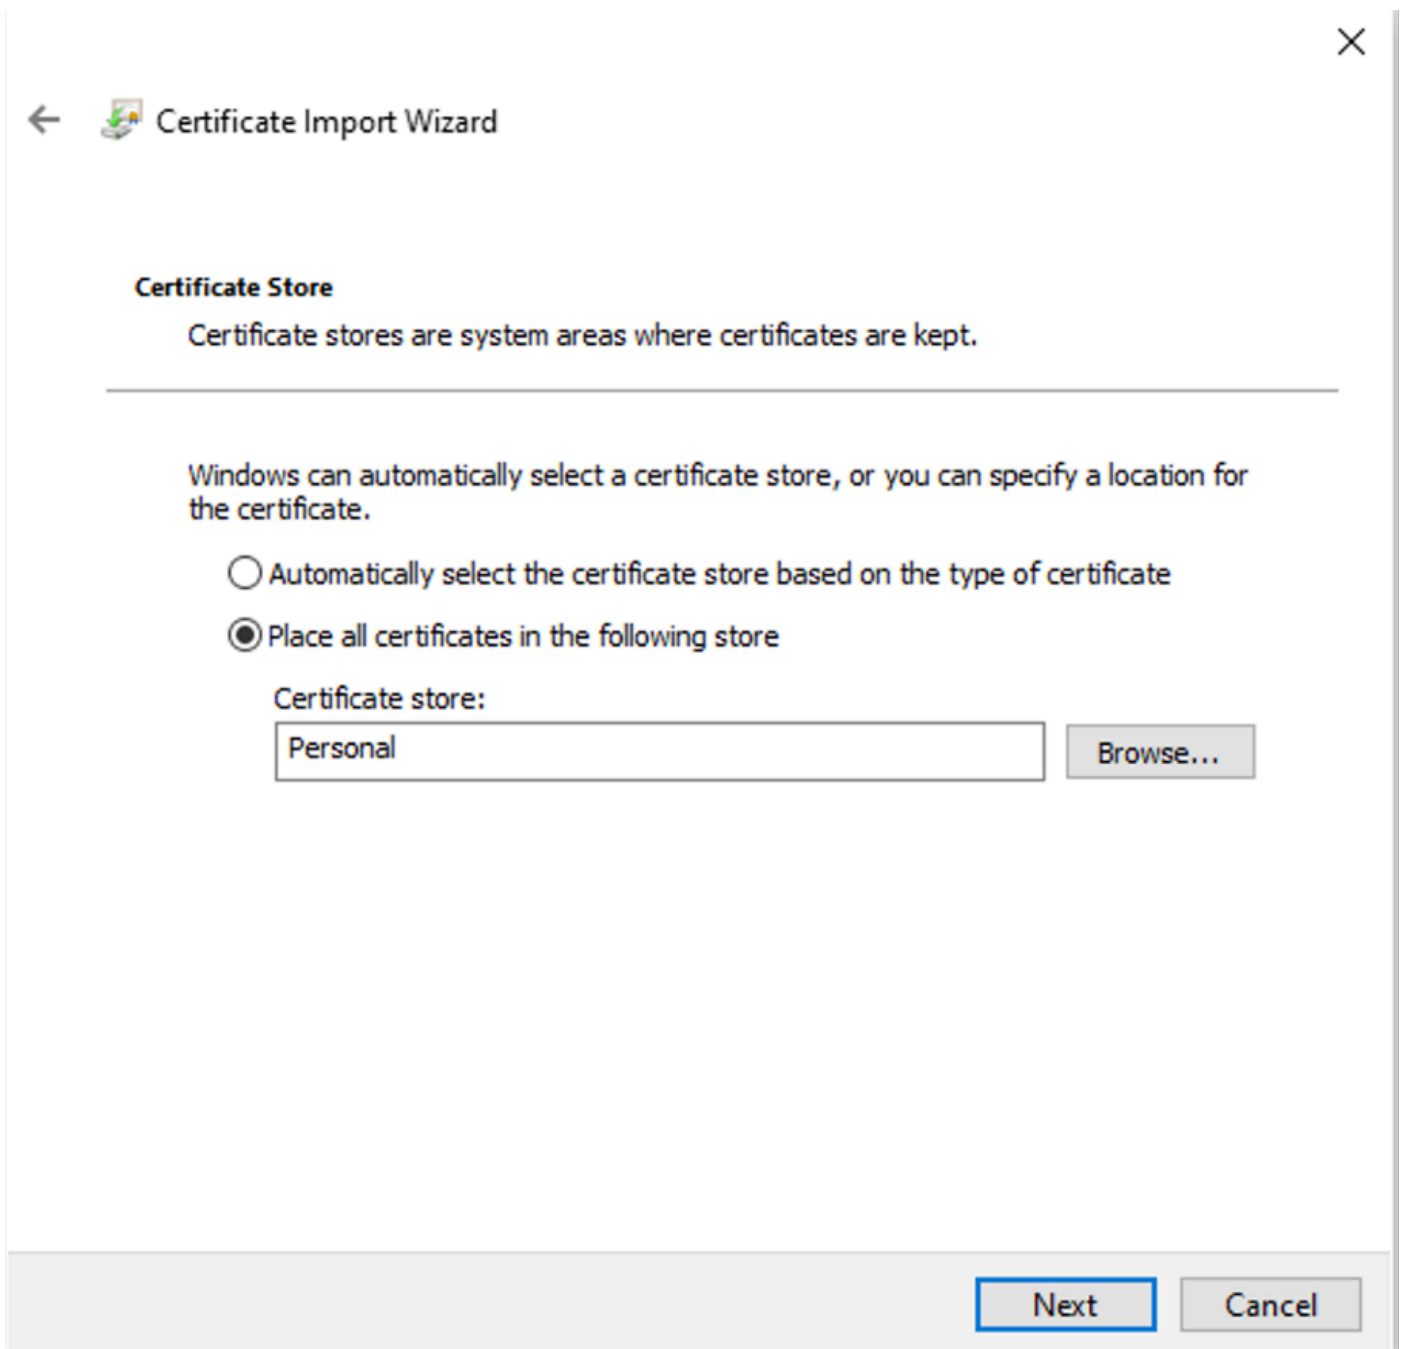 Certificate Import Wizard
Certificate Store
Certificate stores are system areas where certificates are kept.
Windows can automatically select a certificate store, or you can specify a location for
the certificate.
Automatically select the certificate store based on the type of certificate
Place all certificates in the following store
Certificate store:
Personal
Browse...
Next
Cancel